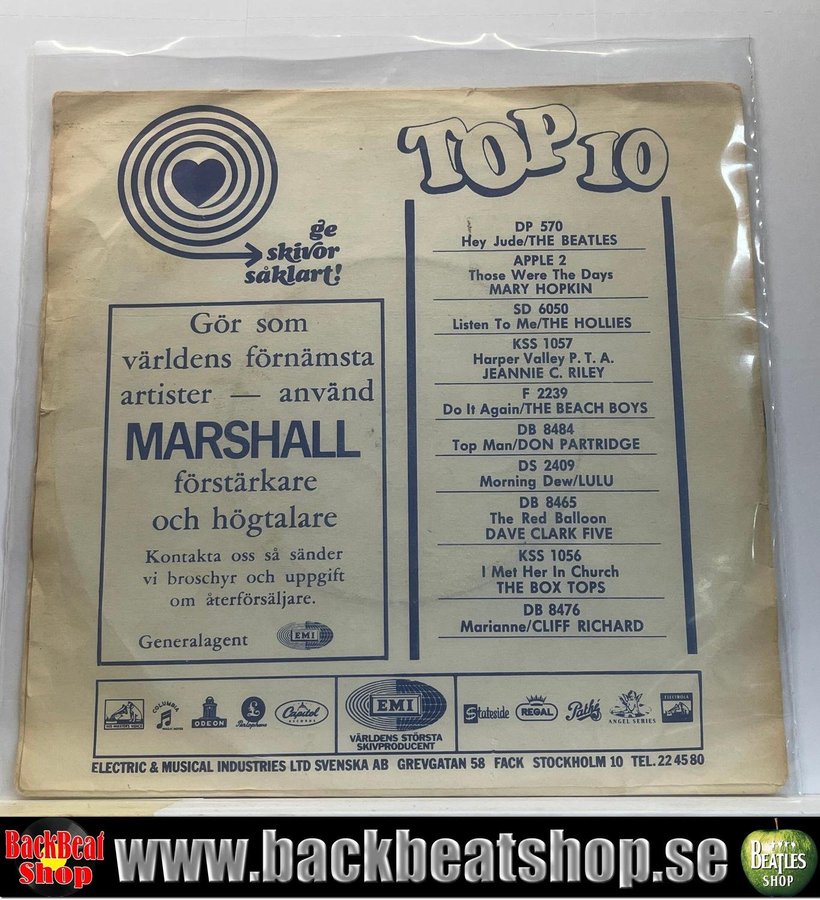 ge
skivor
såklart!
Gör som
världens förnämsta
artister — använd
MARSHALL
förstärkare
och högtalare
Kontakta oss så sänder
vi broschyr och uppgift
om återförsäljare.
Generalagent EMI
TOP 10
DP 570
Hey Jude/THE BEATLES
APPLE 2
Those Were The Days
MARY HOPKIN
SD 6050
Listen To Me/THE HOLLIES
KSS 1057
Harper Valley P. T. A.
JEANNIE C. RILEY
F 2239
Do It Again/THE BEACH BOYS
DB 8484
Top Man/DON PARTRIDGE
DS 2409
Morning Dew/LULU
DB 8465
The Red Balloon
DAVE CLARK FIVE
KSS 1056
I Met Her In Church
THE BOX TOPS
DB 8476
Marianne/CLIFF RICHARD
COLUMBIA
ODEON
Parlophone
Capitol
RECORDS
EMI
VÄRLDENS STÖRSTA
SKIVPRODUCENT
Stateside
REGAL
Pathé
ANGEL SERIES
ELECTROLA
ELECTRIC & MUSICAL INDUSTRIES LTD SVENSKA AB GREVGATAN 58 FACK STOCKHOLM 10 TEL. 22 45 80
BackBeat
Shop
www.backbeatshop.se
BEATLES
SHOP